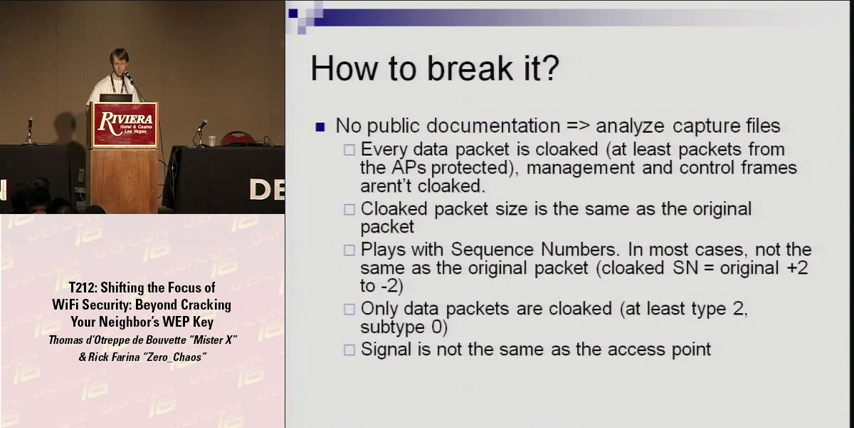 How to break it?
No public documentation => analyze capture files
Every data packet is cloaked (at least packets from
the APs protected), management and control frames
aren't cloaked.
Cloaked packet size is the same as the original
packet
Plays with Sequence Numbers. In most cases, not the
same as the original packet (cloaked SN = original +2
to -2)
Only data packets are cloaked (at least type 2,
subtype 0)
Signal is not the same as the access point
RIVIERA
Hotel & Casino
Las Vegas
N
DE
T212: Shifting the Focus of
WiFi Security: Beyond Cracking
Your Neighbor's WEP Key
Thomas d'Otreppe de Bouvette "Mister X"
& Rick Farina "Zero_Chaos"